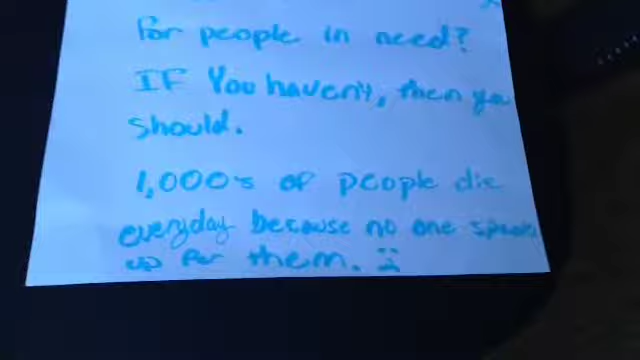 for people in need?
IF You haven't, then you
should.
1,000's of people die
everyday because no one speaks
up for them. :(